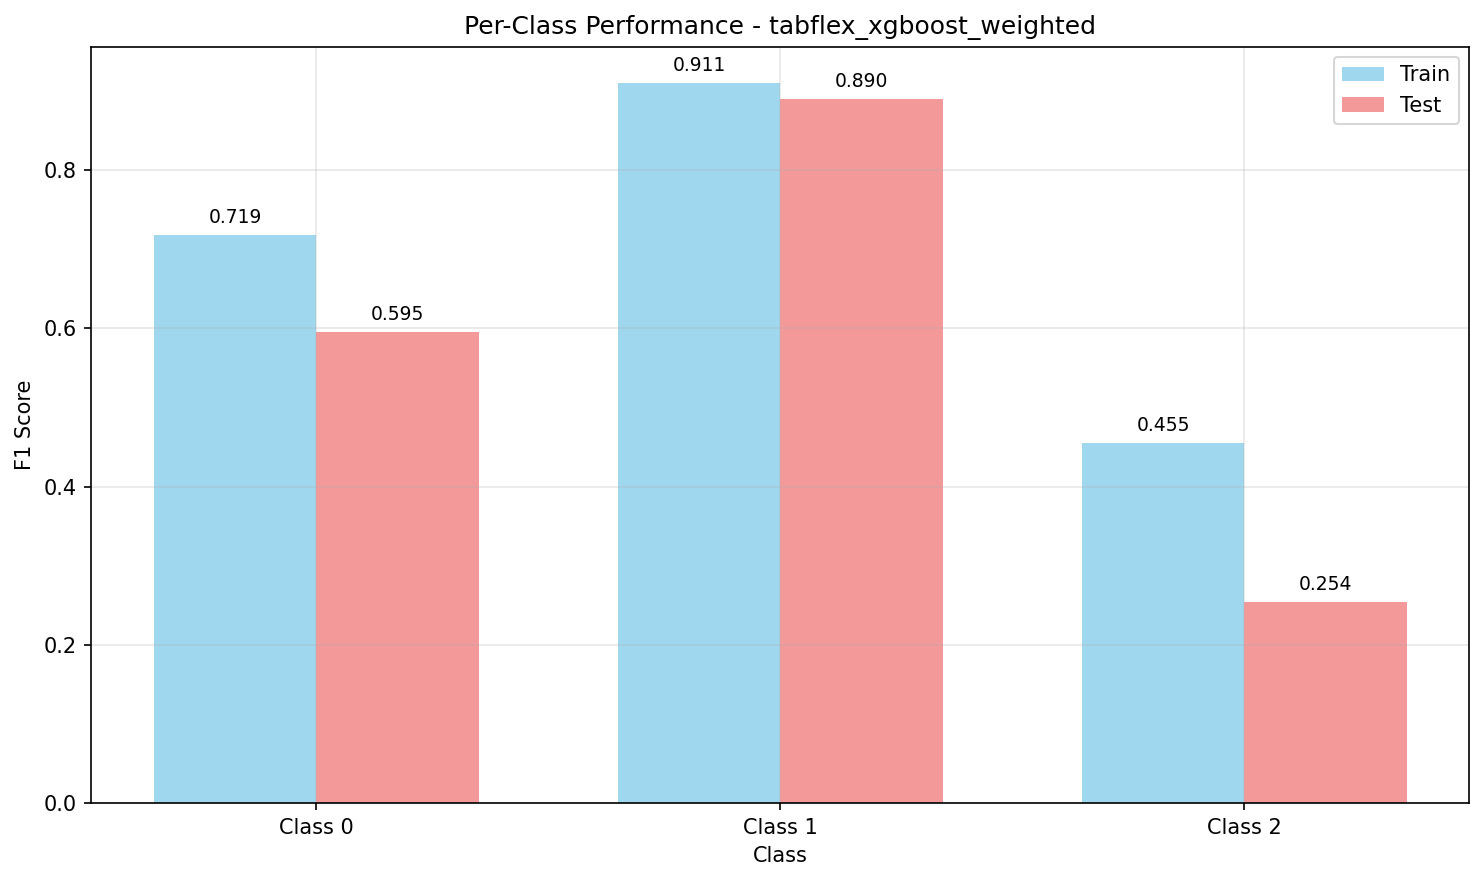 Per-Class Performance - tabflex_xgboost_weighted
Train
Test
0.911
0.890
0.719
0.595
0.455
0.254
F1 Score
0.8
0.6
0.4
0.2
0.0
Class 0
Class 1
Class 2
Class